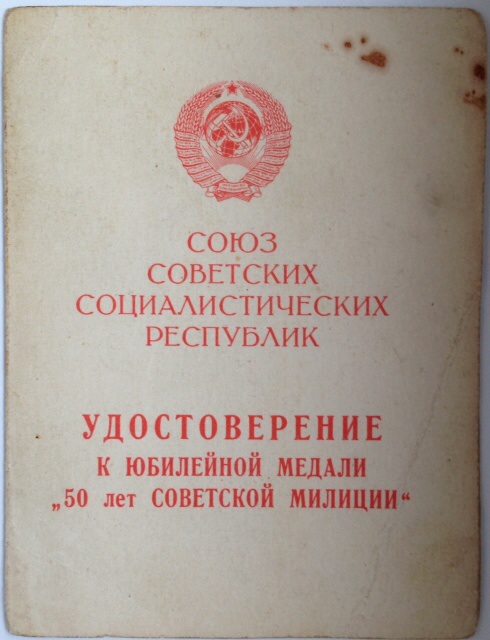 СОЮЗ
СОВЕТСКИХ
СОЦИАЛИСТИЧЕСКИХ
РЕСПУБЛИК
УДОСТОВЕРЕНИЕ
К ЮБИЛЕЙНОЙ МЕДАЛИ
„50 лет СОВЕТСКОЙ МИЛИЦИИ“